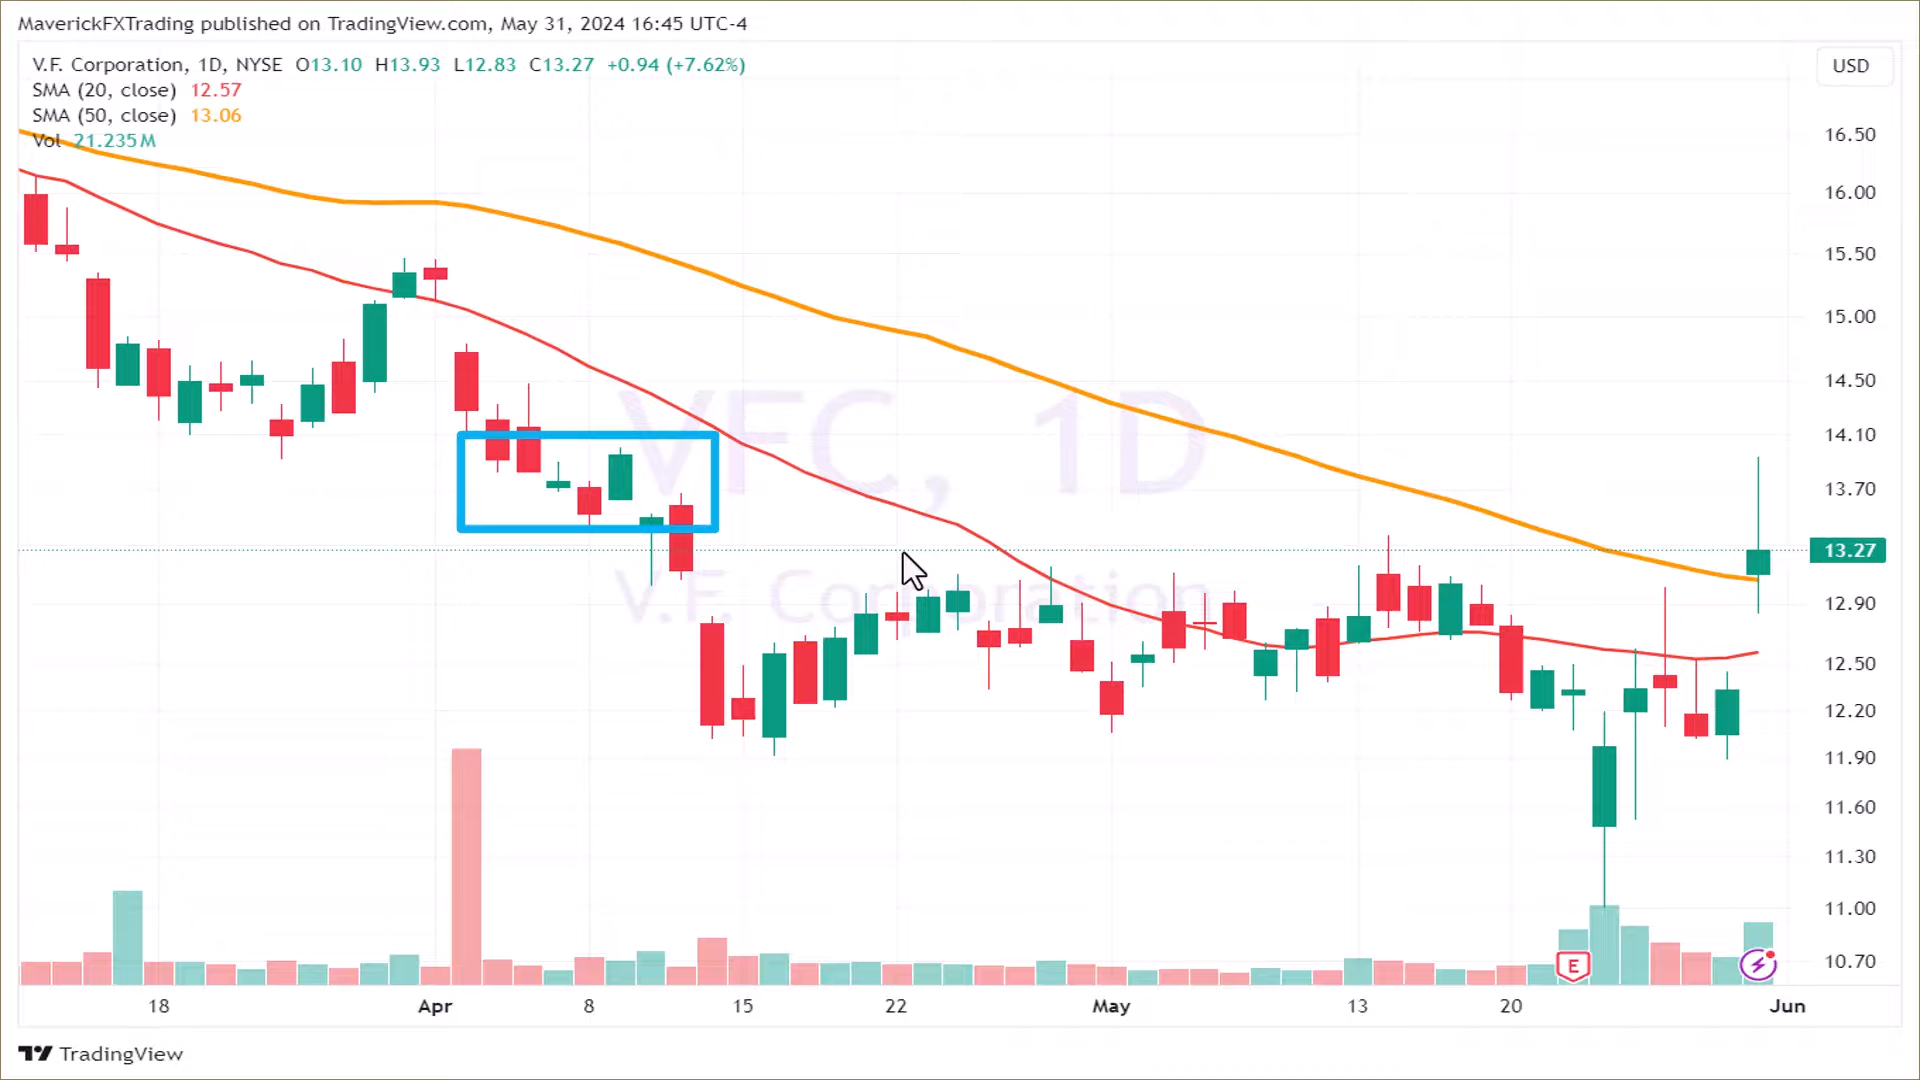 MaverickFXTrading published on TradingView.com, May 31, 2024 16:45 UTC-4
V.F. Corporation, 1D, NYSE O13.10 H13.93 L12.83 C13.27 +0.94 (+7.62%)
USD
SMA (20, close) 12.57
SMA (50, close) 13.06
Vol 21.235M
16.50
16.00
15.50
15.00
14.50
14.10
13.70
13.27
12.90
12.50
12.20
11.90
11.60
11.30
11.00
10.70
VFC, 1D
V.F. Corporation
E
18 Apr 8 15 22 May 13 20 Jun
TradingView